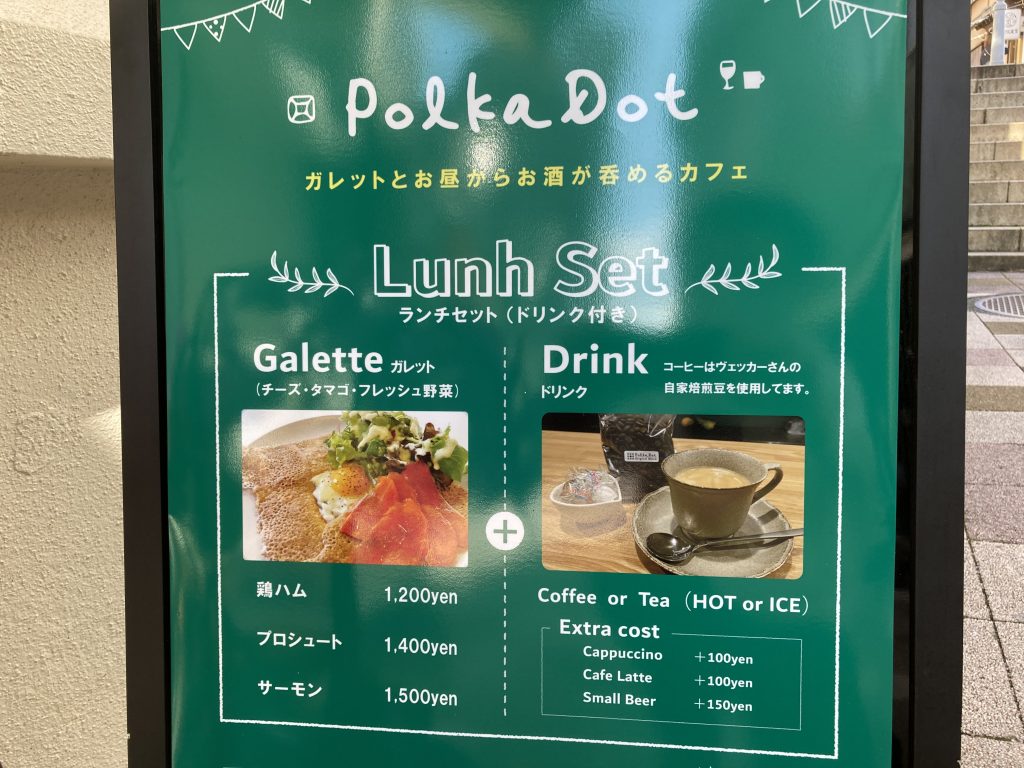 Polka Dot
ガレットとお昼からお酒が呑めるカフェ
Lunh Set
ランチセット（ドリンク付き）
Galette ガレット
（チーズ・タマゴ・フレッシュ野菜）
鶏ハム 1,200yen
プロシュート 1,400yen
サーモン 1,500yen
+
Drink
ドリンク
コーヒーはヴェッカーさんの
自家焙煎豆を使用してます。
Polka Dot
Coffee or Tea（HOT or ICE）
Extra cost
Cappuccino ＋100yen
Cafe Latte ＋100yen
Small Beer ＋150yen